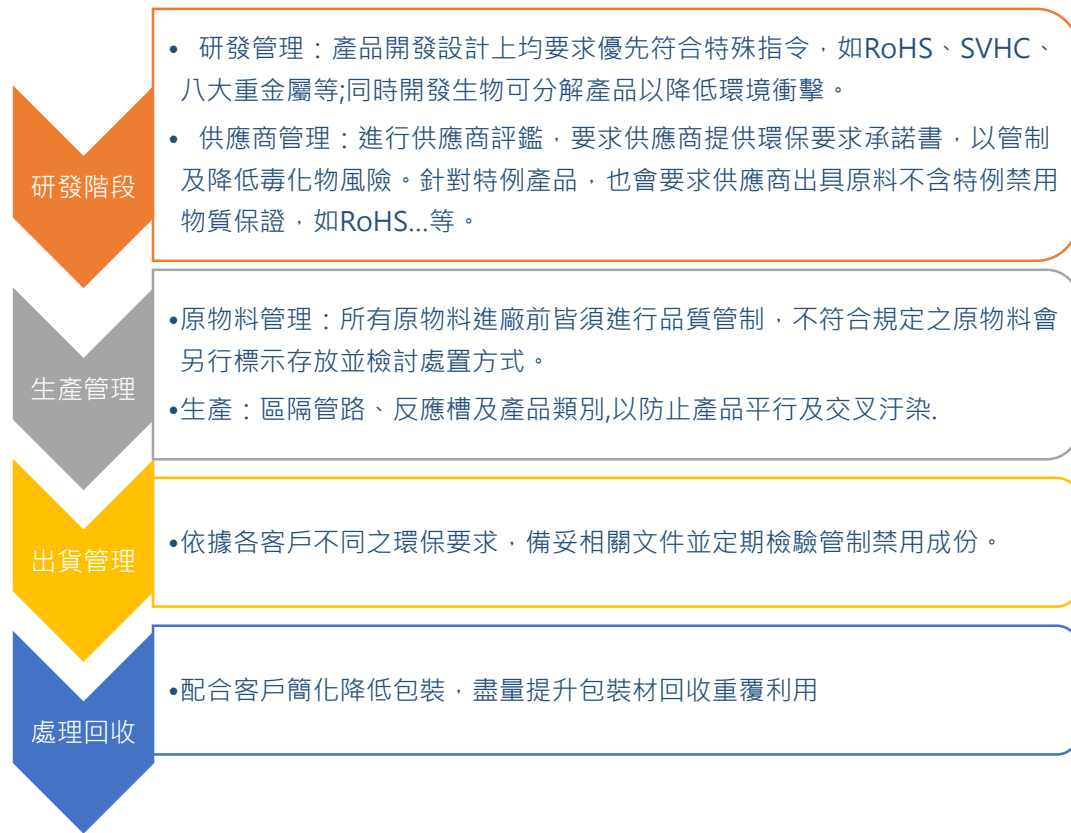 研發階段
• 研發管理：產品開發設計上均要求優先符合特殊指令，如RoHS、SVHC、
八大重金屬等;同時開發生物可分解產品以降低環境衝擊。
• 供應商管理：進行供應商評鑑，要求供應商提供環保要求承諾書，以管制
及降低毒化物風險。針對特例產品，也會要求供應商出具原料不含特例禁用
物質保證，如RoHS…等。
生產管理
•原物料管理：所有原物料進廠前皆須進行品質管制，不符合規定之原物料會
另行標示存放並檢討處置方式。
•生產：區隔管路、反應槽及產品類別,以防止產品平行及交叉汙染.
出貨管理
•依據各客戶不同之環保要求，備妥相關文件並定期檢驗管制禁用成份。
處理回收
•配合客戶簡化降低包裝，盡量提升包裝材回收重覆利用